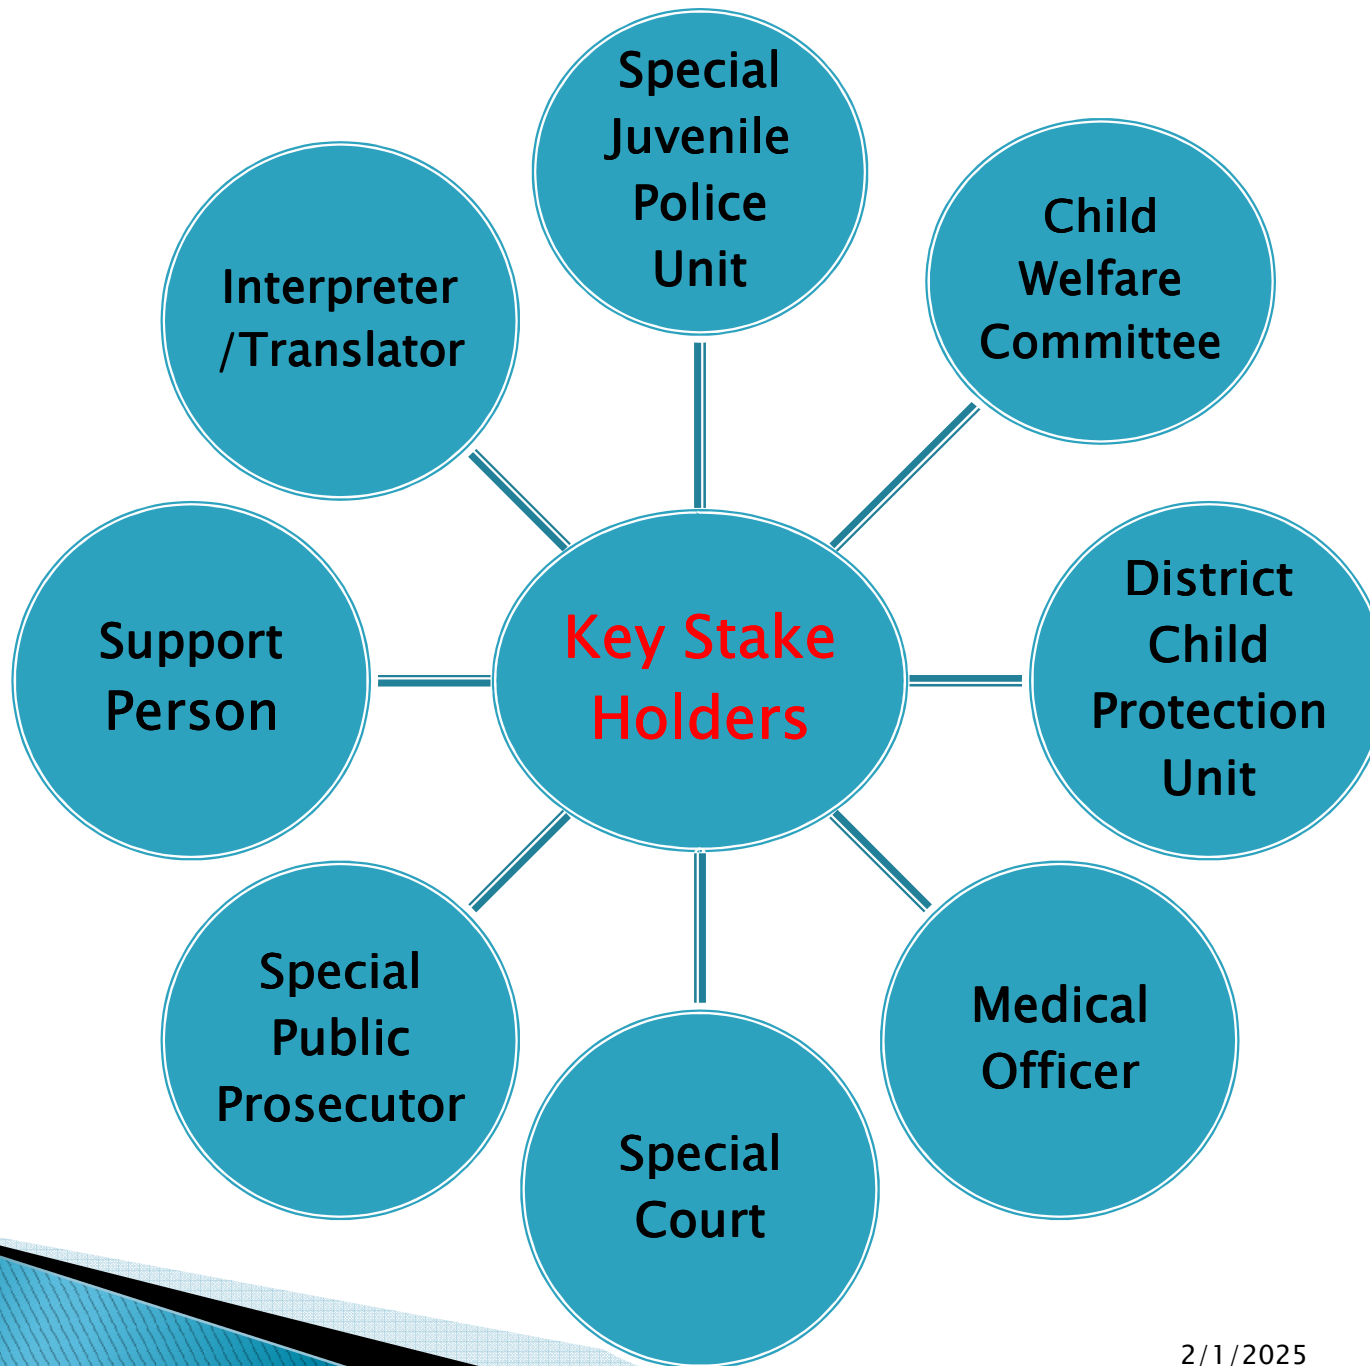 Special
Juvenile
Police
Unit
Child
Welfare
Committee
District
Child
Protection
Unit
Medical
Officer
Special
Court
Special
Public
Prosecutor
Support
Person
Interpreter
/Translator
Key Stake
Holders
2/1/2025